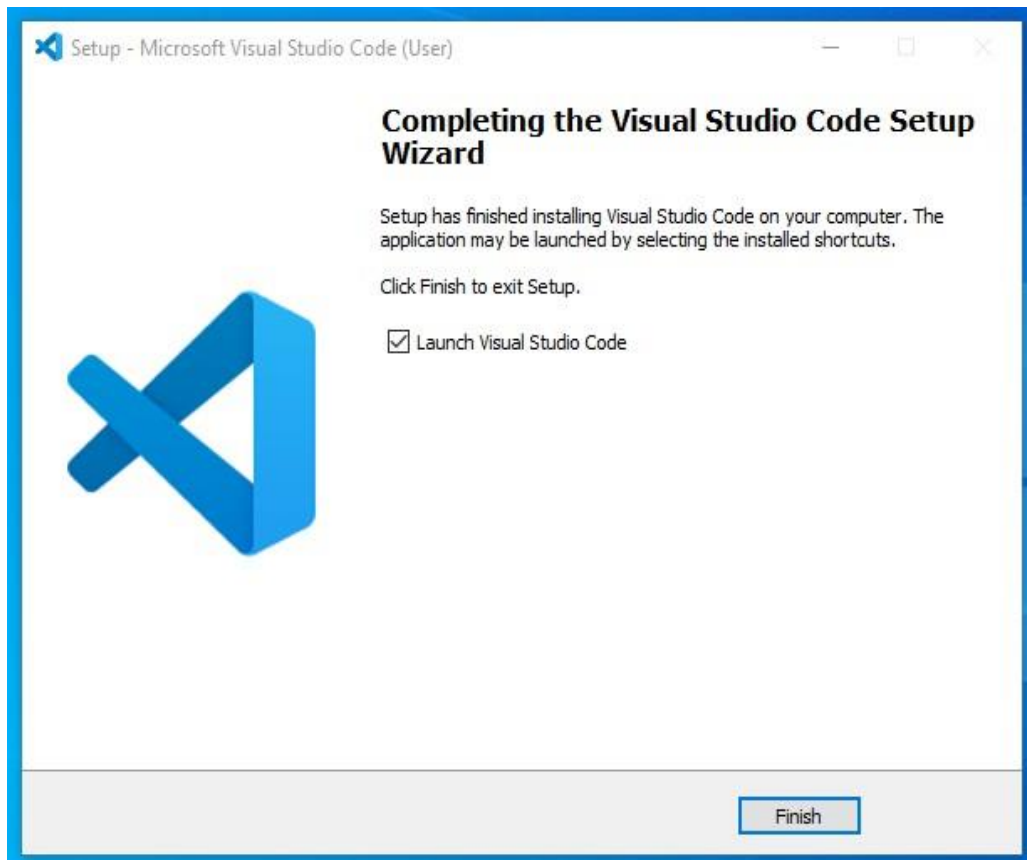 Setup - Microsoft Visual Studio Code (User)
Completing the Visual Studio Code Setup
Wizard
Setup has finished installing Visual Studio Code on your computer. The
application may be launched by selecting the installed shortcuts.
Click Finish to exit Setup.
Launch Visual Studio Code
Finish